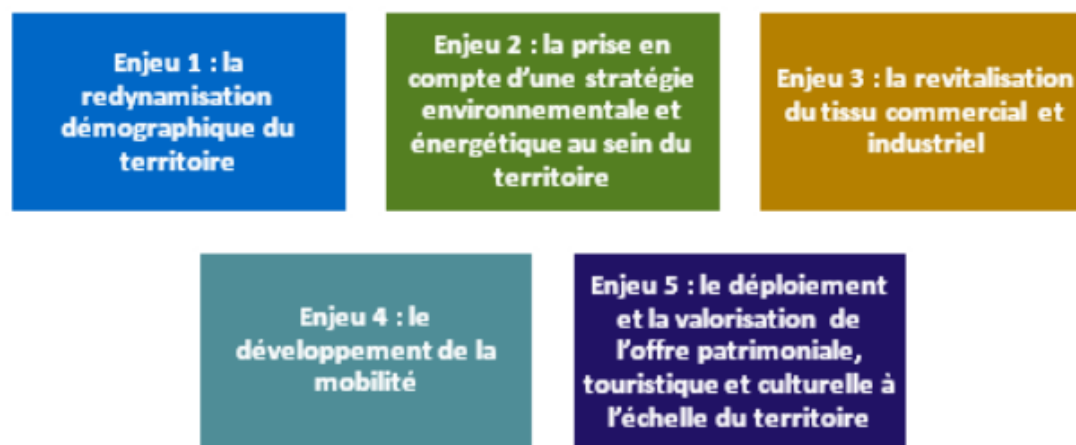 Enjeu 1 : la
redynamisation
démographique du
territoire
Enjeu 2 : la prise en
compte d'une stratégie
environnementale et
énergétique au sein du
territoire
Enjeu 3 : la revitalisation
du tissu commercial et
industriel
Enjeu 4 : le
développement de la
mobilité
Enjeu 5 : le déploiement
et la valorisation de
l'offre patrimoniale,
touristique et culturelle à
l'échelle du territoire